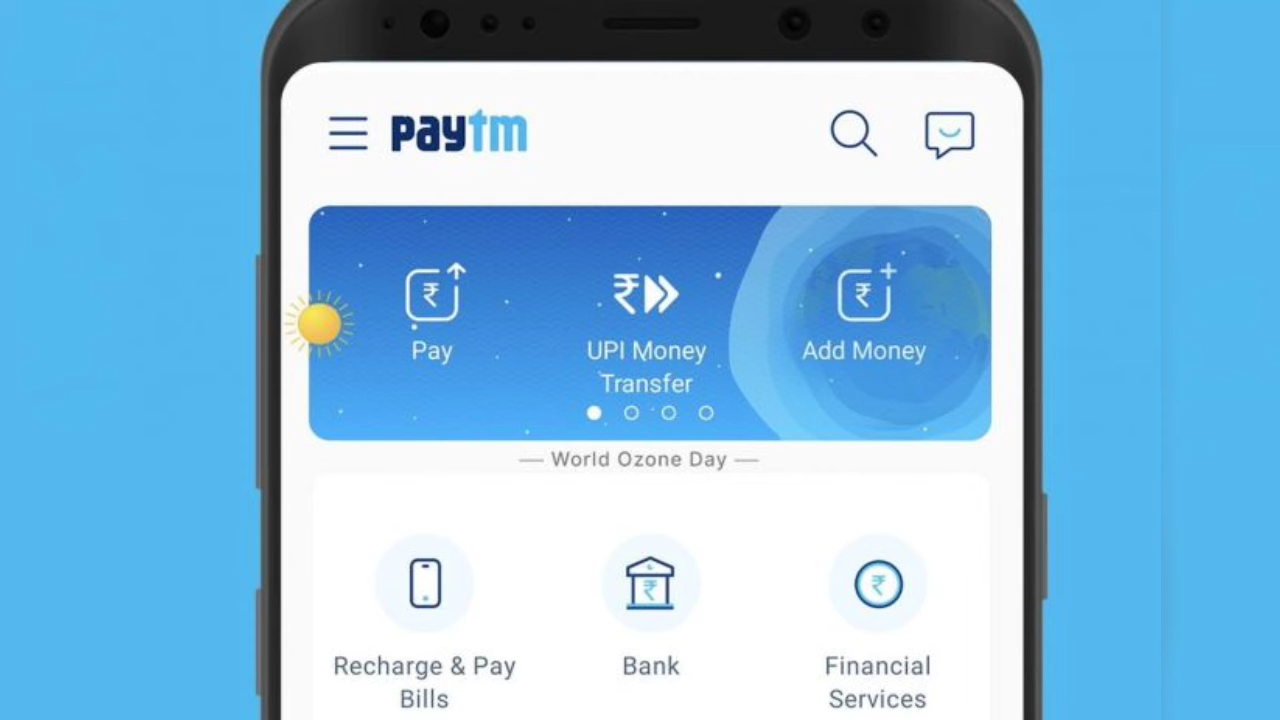 paytm
Pay
UPI Money
Transfer
Add Money
World Ozone Day
Recharge & Pay
Bills
Bank
Financial
Services